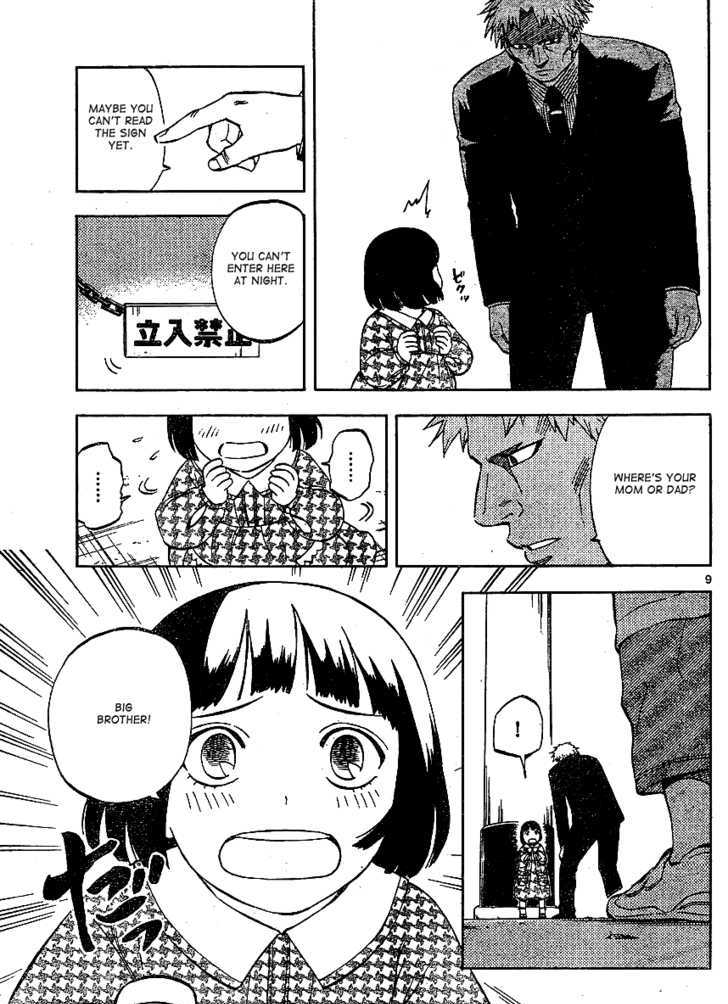 ビクッ
MAYBE YOU
CAN'T READ
THE SIGN
YET.
YOU CAN'T
ENTER HERE
AT NIGHT.
立入禁止
WHERE'S YOUR
MOM OR DAD?
......
......
9
!
BIG
BROTHER!